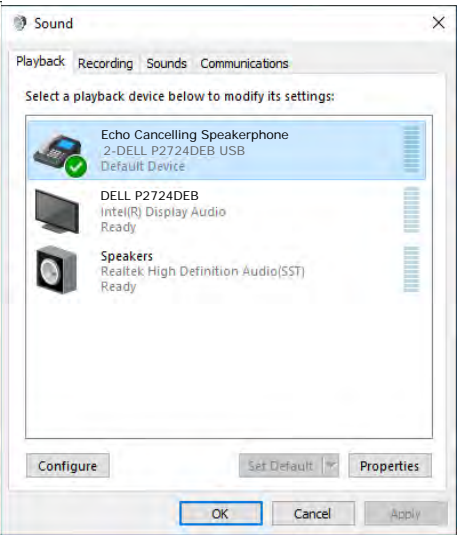 Sound
Playback Recording Sounds Communications
Select a playback device below to modify its settings:
Echo Cancelling Speakerphone
2-DELL P2724DEB USB
Default Device
DELL P2724DEB
Intel(R) Display Audio
Ready
Speakers
Realtek High Definition Audio(SST)
Ready
Configure Set Default Properties
OK Cancel Apply